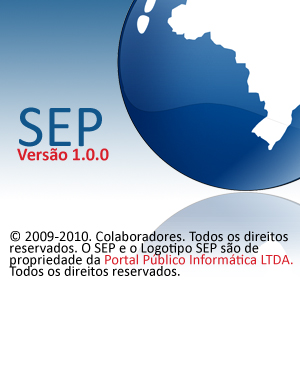 SEP
Versão 1.0.0
© 2009-2010. Colaboradores. Todos os direitos
reservados. O SEP e o Logotipo SEP são de
propriedade da Portal Público Informática LTDA.
Todos os direitos reservados.